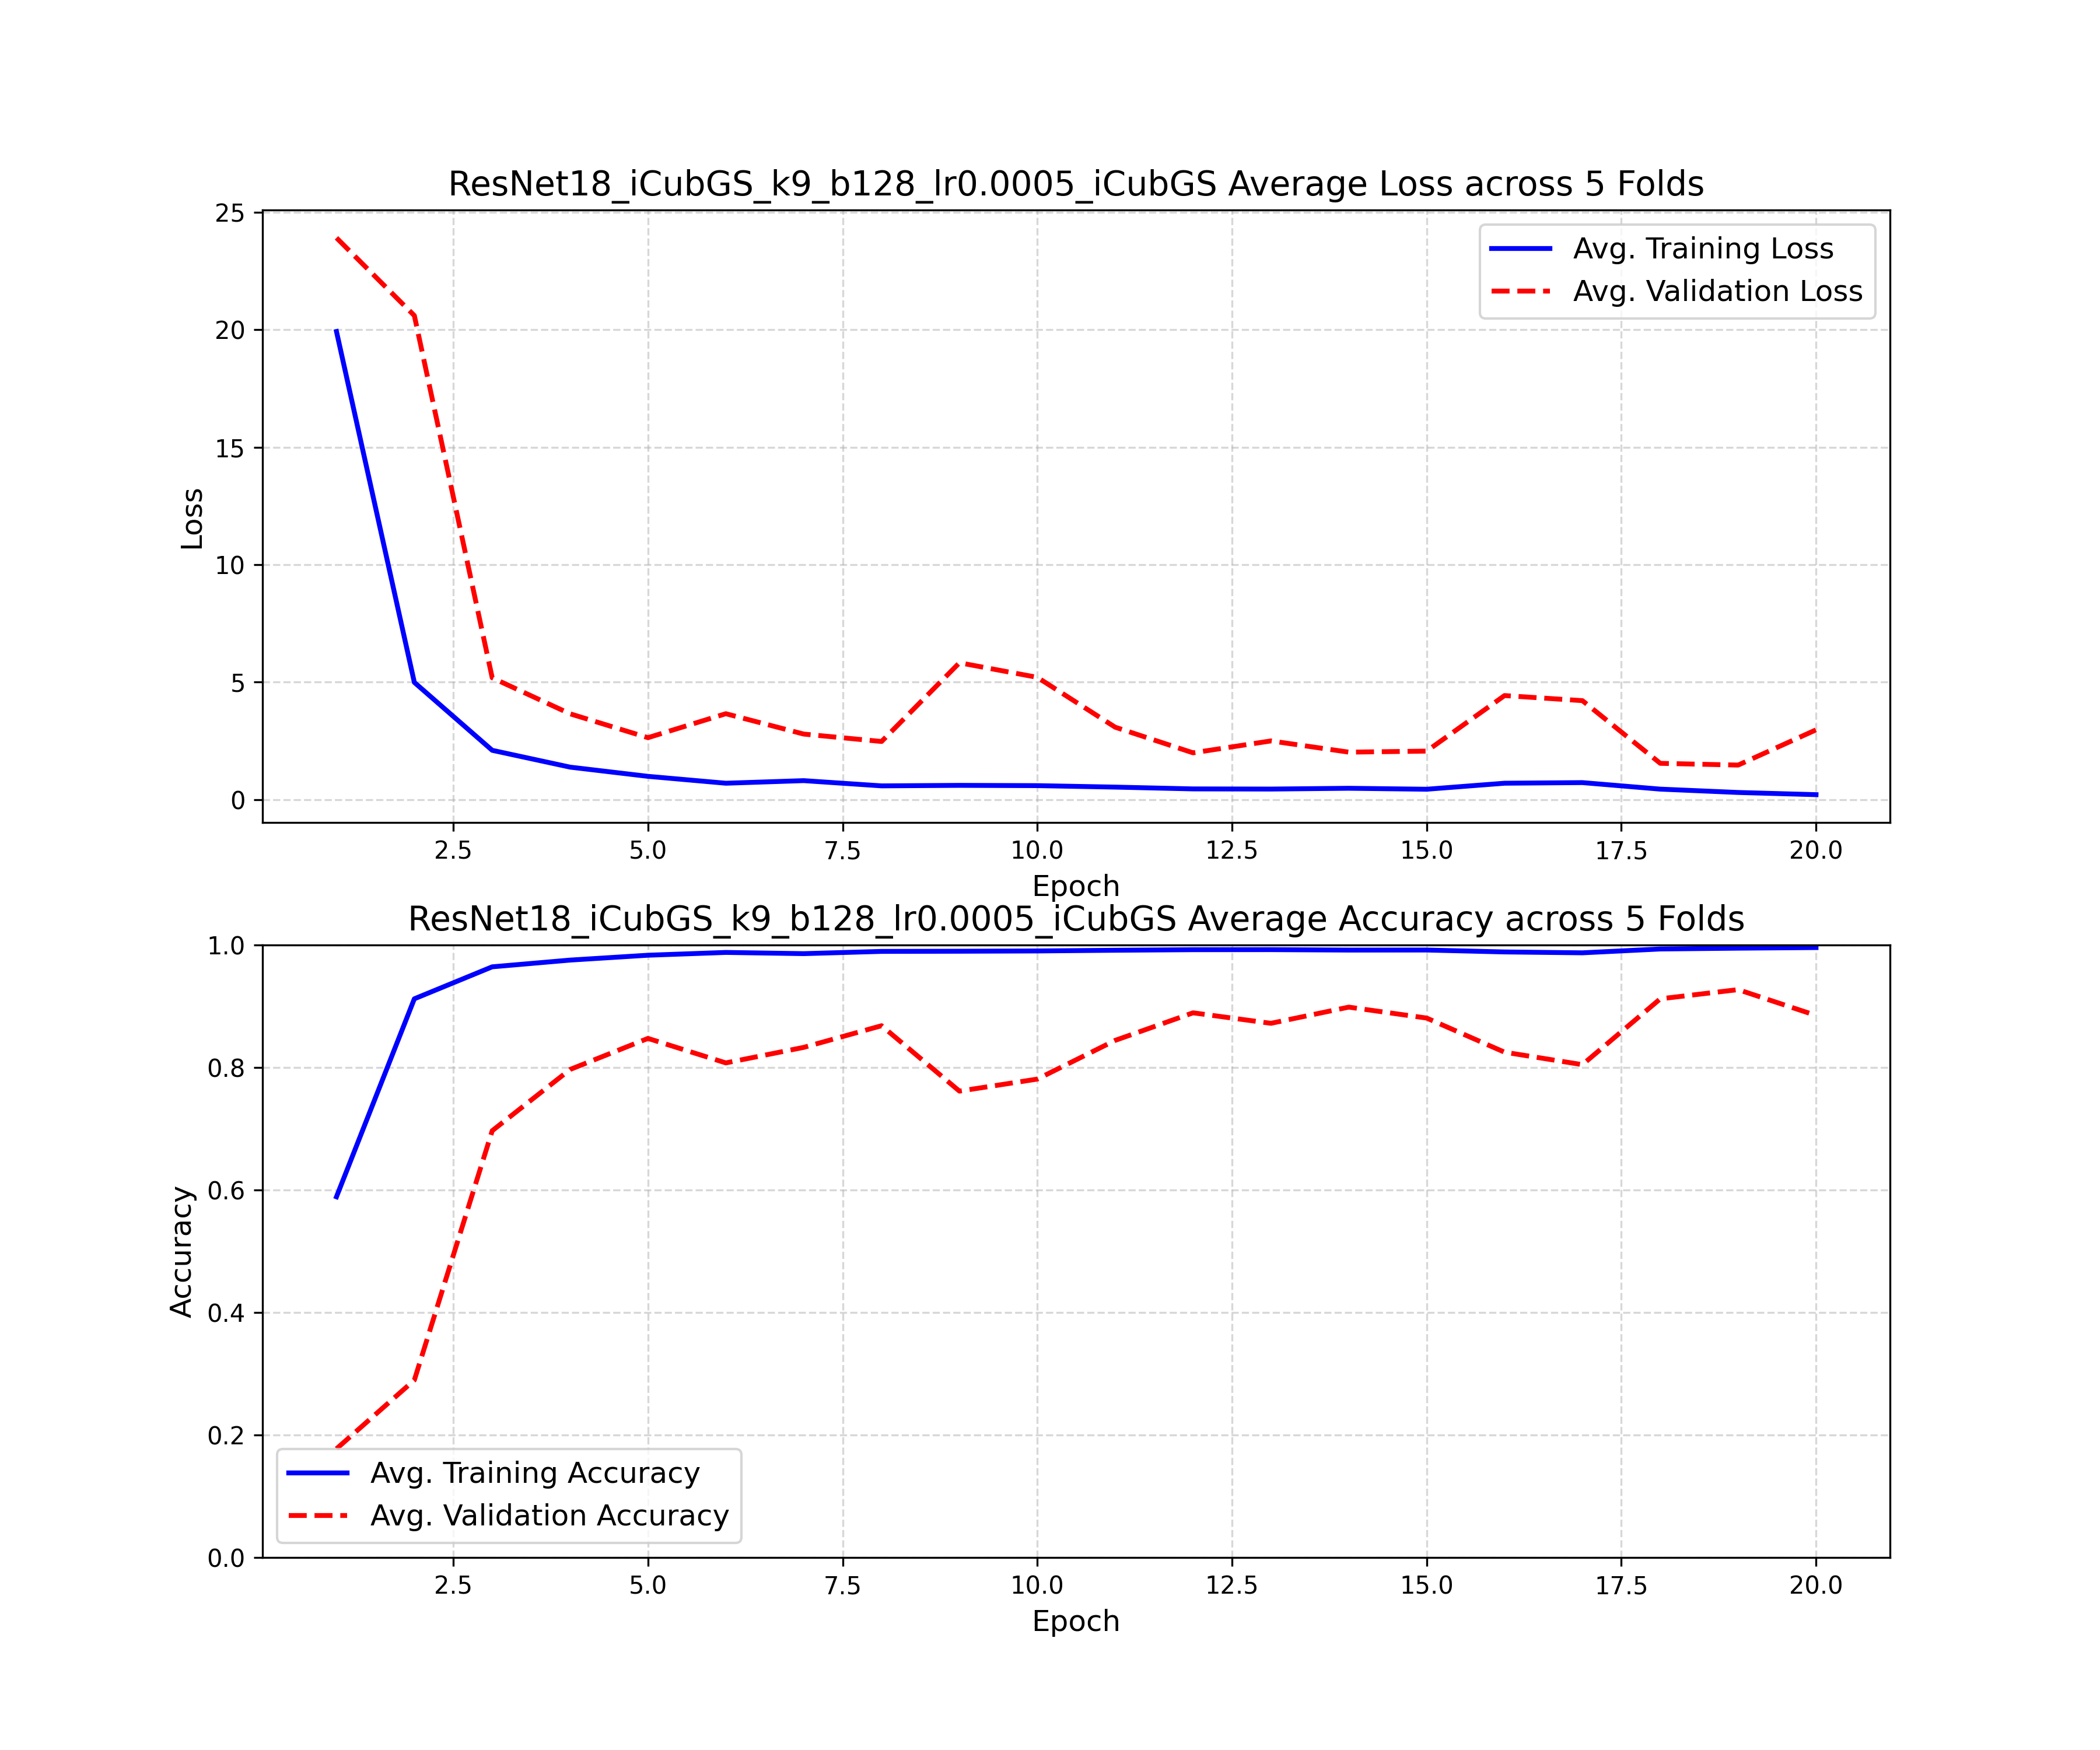 ResNet18_iCubGS_k9_b128_lr0.0005_iCubGS Average Loss across 5 Folds
25
20
15
10
5
0
Loss
Avg. Training Loss
Avg. Validation Loss
2.5 5.0 7.5 10.0 12.5 15.0 17.5 20.0
Epoch
ResNet18_iCubGS_k9_b128_lr0.0005_iCubGS Average Accuracy across 5 Folds
1.0
0.8
0.6
0.4
0.2
0.0
Accuracy
Avg. Training Accuracy
Avg. Validation Accuracy
2.5 5.0 7.5 10.0 12.5 15.0 17.5 20.0
Epoch